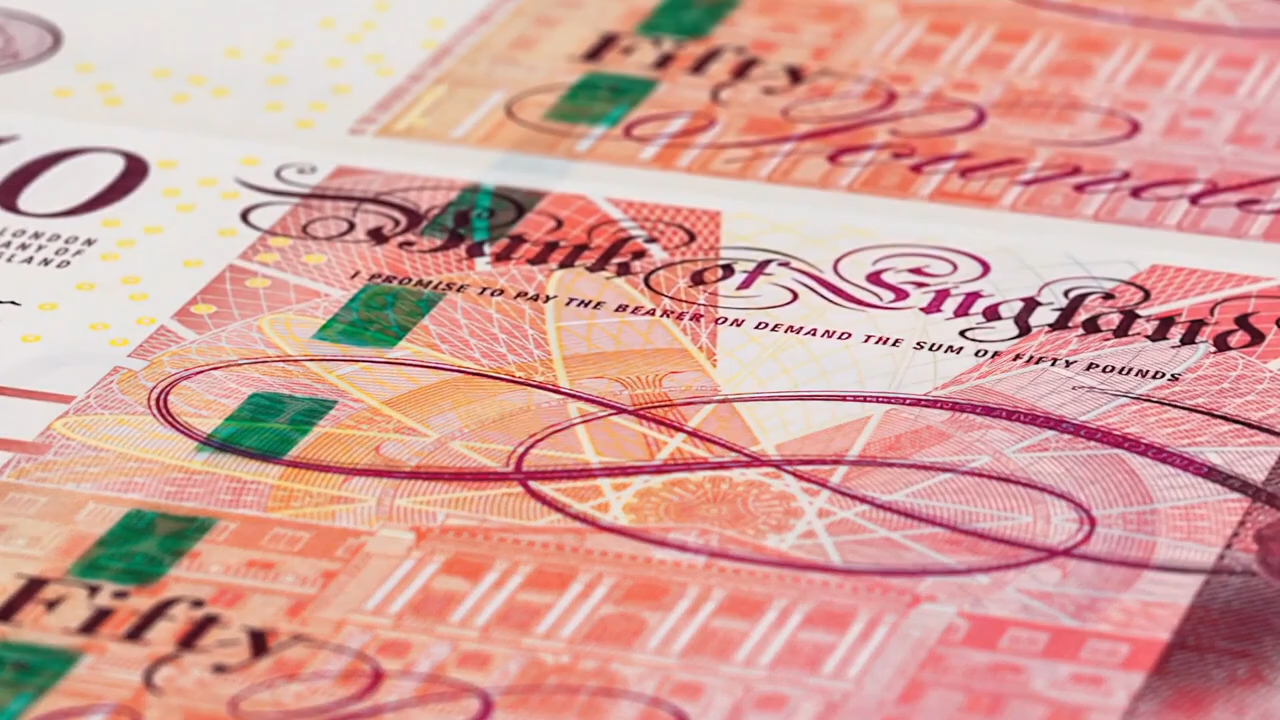 Fifty
Pounds
0
LONDON
ANY OF
GLAND
Bank of England
I PROMISE TO PAY THE BEARER ON DEMAND THE SUM OF FIFTY POUNDS
Fifty